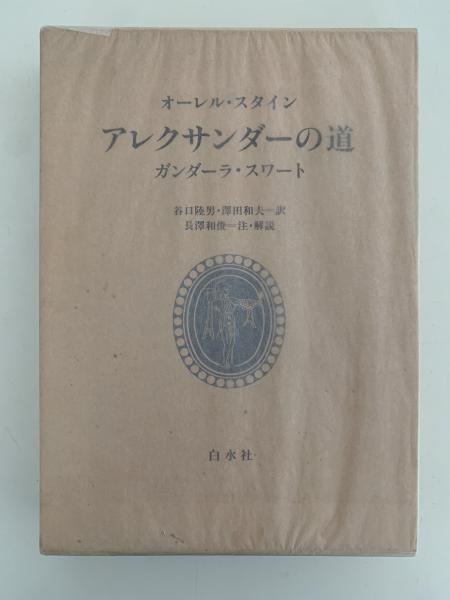 オーレル・スタイン
アレクサンダーの道
ガンダーラ・スワート
谷口陸男・澤田和夫＝訳
長澤和俊＝注・解説
白水社